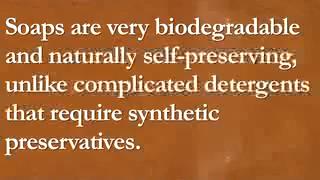 Soaps are very biodegradable
and naturally self-preserving,
unlike complicated detergents
that require synthetic
preservatives.